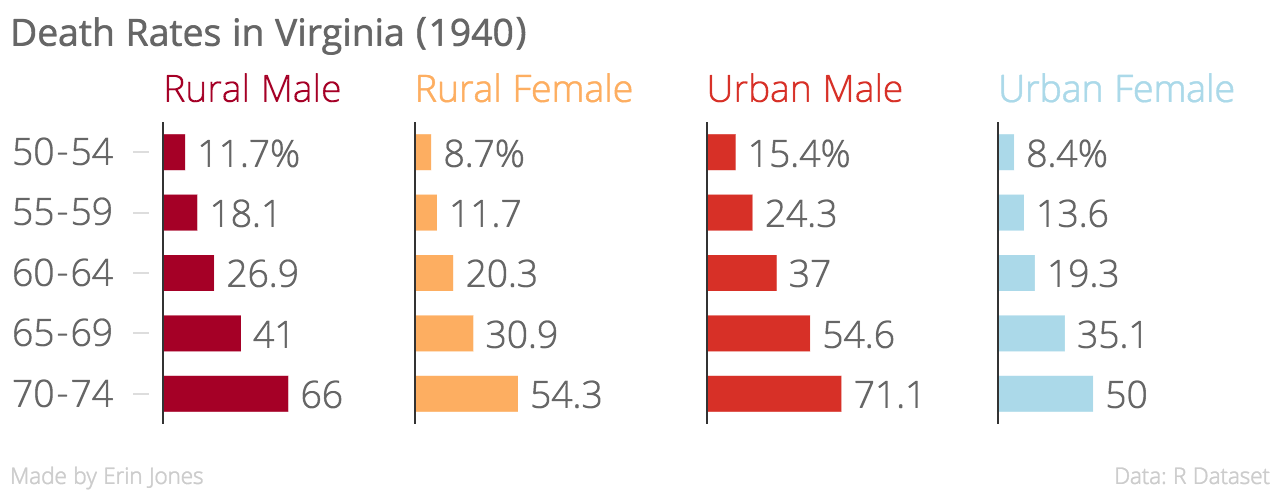 Death Rates in Virginia (1940)
Rural Male Rural Female Urban Male Urban Female
50-54 11.7% 8.7% 15.4% 8.4%
55-59 18.1 11.7 24.3 13.6
60-64 26.9 20.3 37 19.3
65-69 41 30.9 54.6 35.1
70-74 66 54.3 71.1 50
Made by Erin Jones Data: R Dataset